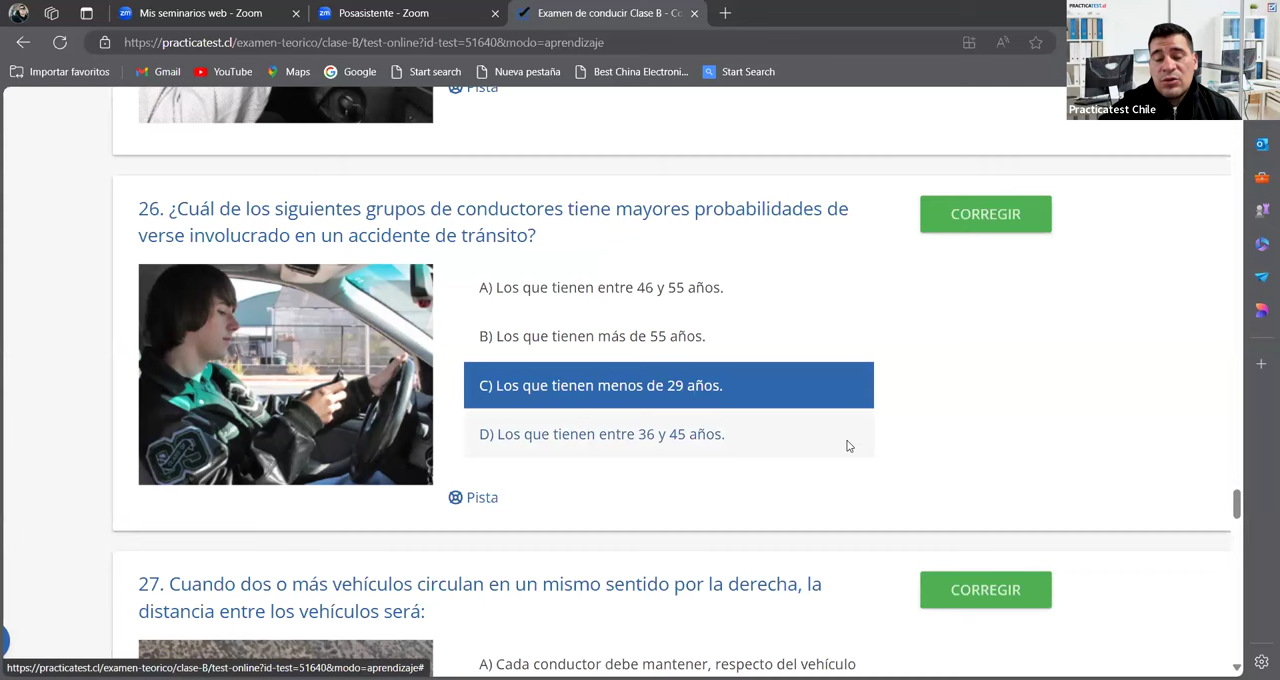 Mis seminarios web - Zoom
Posasistente - Zoom
Examen de conducir Clase B - Co
https://practicatest.cl/examen-teorico/clase-B/test-online?id-test=51640&modo=aprendizaje
Importar favoritos
Gmail
YouTube
Maps
Google
Start search
Nueva pestaña
Best China Electroni...
Start Search
PRACTICATEST.cl
Practicatest Chile
Pista
26. ¿Cuál de los siguientes grupos de conductores tiene mayores probabilidades de
verse involucrado en un accidente de tránsito?
CORREGIR
A) Los que tienen entre 46 y 55 años.
B) Los que tienen más de 55 años.
C) Los que tienen menos de 29 años.
D) Los que tienen entre 36 y 45 años.
Pista
27. Cuando dos o más vehículos circulan en un mismo sentido por la derecha, la
distancia entre los vehículos será:
CORREGIR
A) Cada conductor debe mantener, respecto del vehículo
https://practicatest.cl/examen-teorico/clase-B/test-online?id-test=51640&modo=aprendizaje#